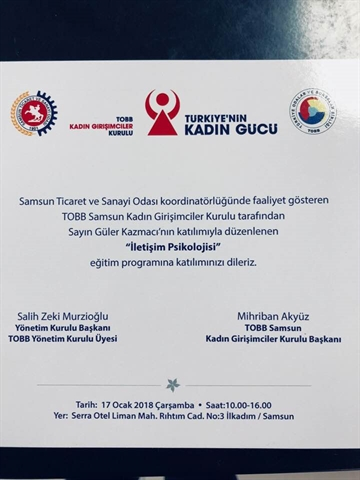 TOBB
KADIN GİRİŞİMCİLER
KURULU
TÜRKİYE'NİN
KADIN GÜCÜ
TOBB
Samsun Ticaret ve Sanayi Odası koordinatörlüğünde faaliyet gösteren
TOBB Samsun Kadın Girişimciler Kurulu tarafından
Sayın Güler Kazmacı'nın katılımıyla düzenlenen
“İletişim Psikolojisi”
eğitim programına katılımınızı dileriz.
Salih Zeki Murzioğlu
Yönetim Kurulu Başkanı
TOBB Yönetim Kurulu Üyesi
Mihriban Akyüz
TOBB Samsun
Kadın Girişimciler Kurulu Başkanı
Tarih: 17 Ocak 2018 Çarşamba • Saat:10.00-16.00
Yer: Serra Otel Liman Mah. Rıhtım Cad. No:3 İlkadım / Samsun